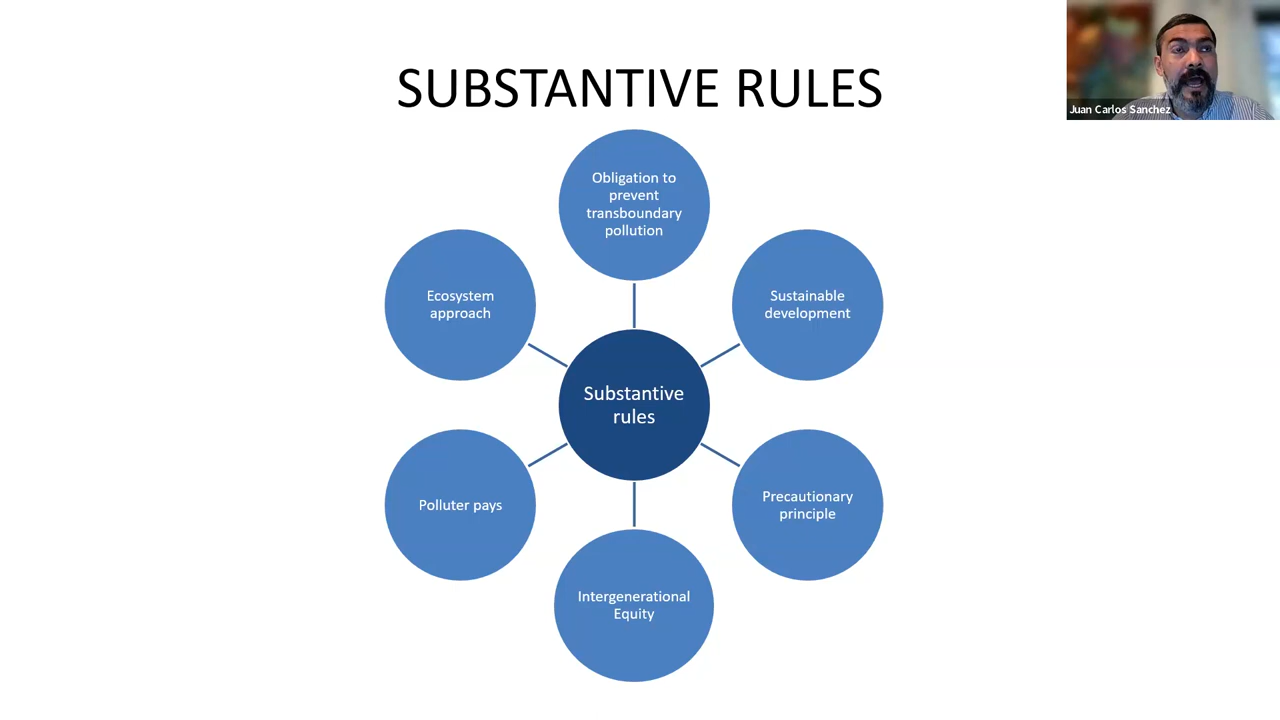 SUBSTANTIVE RULES
Juan Carlos Sanchez
Obligation to
prevent
transboundary
pollution
Sustainable
development
Precautionary
principle
Intergenerational
Equity
Polluter pays
Ecosystem
approach
Substantive
rules